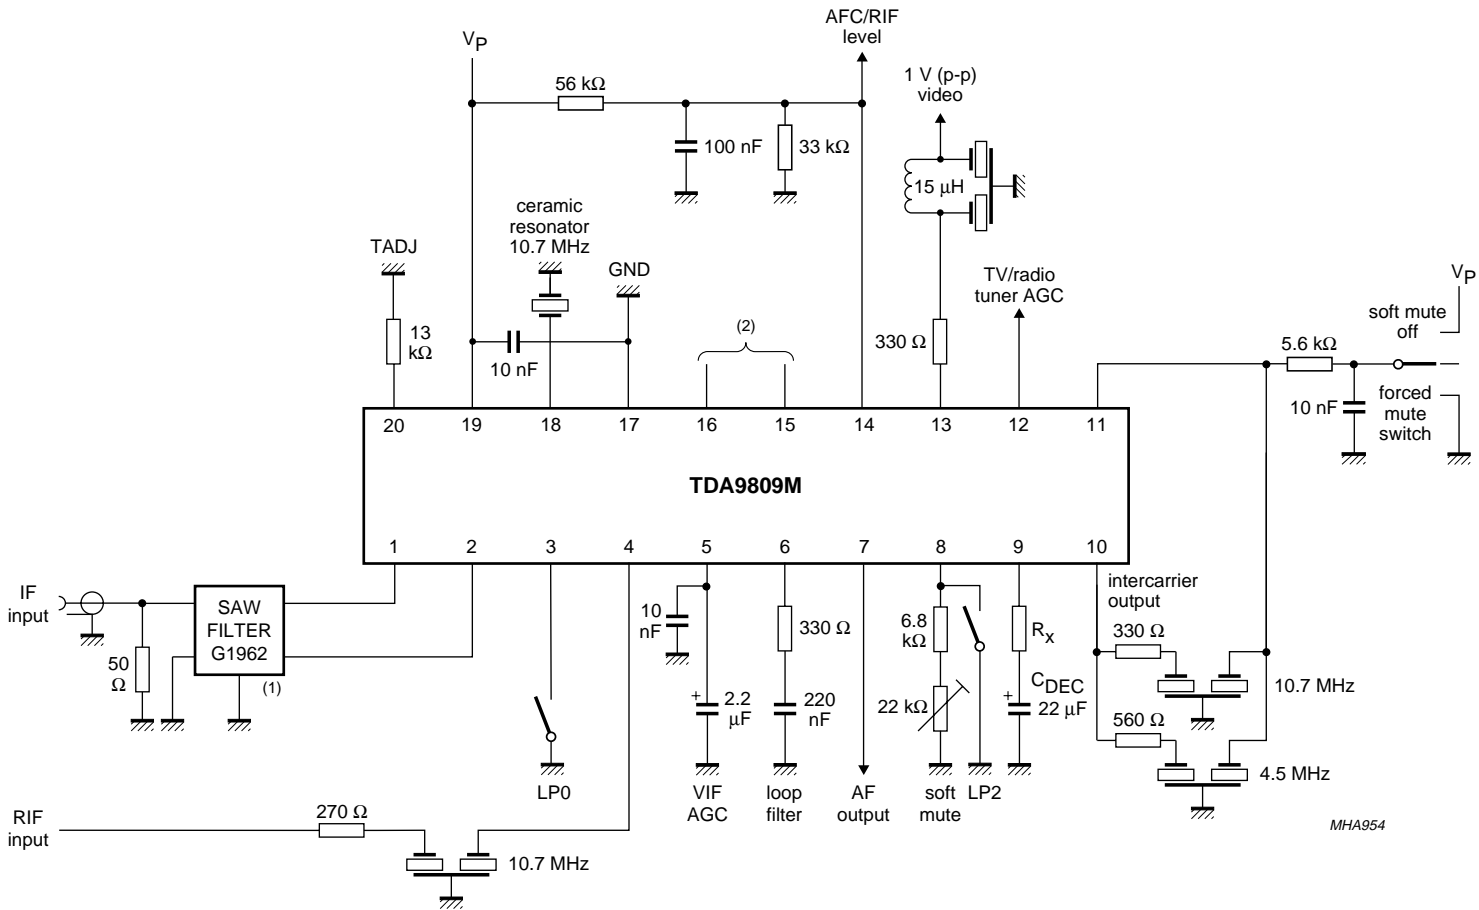 AFC/RIF
level
VP
56 kΩ
1 V (p-p)
video
100 nF
33 kΩ
15 µH
ceramic
resonator
10.7 MHz
TADJ
GND
TV/radio
tuner AGC
VP
soft mute
off
13
kΩ
10 nF
(2)
330 Ω
5.6 kΩ
10 nF
forced
mute
switch
20 19 18 17 16 15 14 13 12 11
TDA9809M
1 2 3 4 5 6 7 8 9 10
IF
input
SAW
FILTER
G1962
(1)
50
Ω
10
nF
330 Ω
6.8
kΩ
RX
intercarrier
output
330 Ω
10.7 MHz
+
2.2
µF
220
nF
22 kΩ
CDEC
+
22 µF
560 Ω
4.5 MHz
LP0
VIF
AGC
loop
filter
AF
output
soft
mute
LP2
RIF
input
270 Ω
10.7 MHz
MHA954